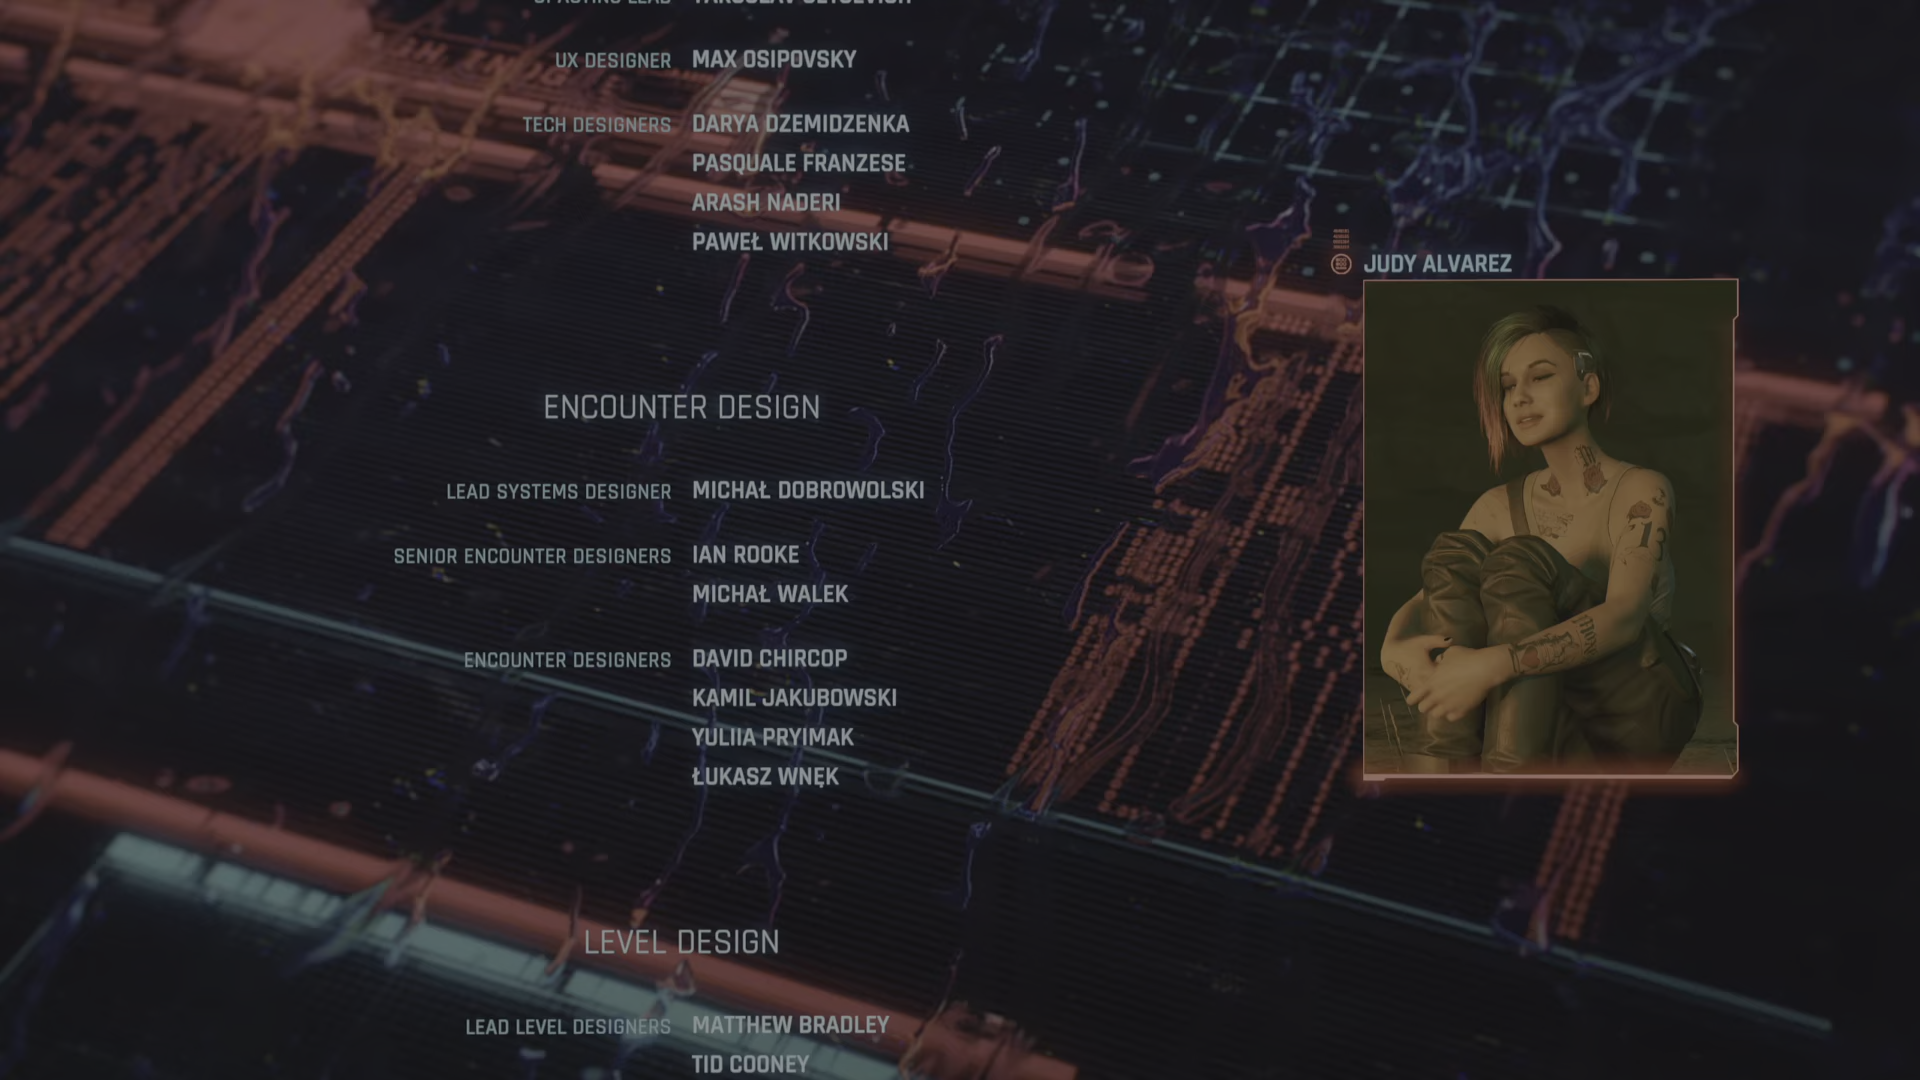 UX DESIGNER MAX OSIPOVSKY
TECH DESIGNERS DARYA DZEMIDZENKA
PASQUALE FRANZESE
ARASH NADERI
PAWEŁ WITKOWSKI
JUDY ALVAREZ
ENCOUNTER DESIGN
LEAD SYSTEMS DESIGNER MICHAŁ DOBROWOLSKI
SENIOR ENCOUNTER DESIGNERS IAN ROOKE
MICHAŁ WALEK
ENCOUNTER DESIGNERS DAVID CHIRCOP
KAMIL JAKUBOWSKI
YULIIA PRYIMAK
ŁUKASZ WNĘK
13
LEVEL DESIGN
LEAD LEVEL DESIGNERS MATTHEW BRADLEY
TID COONEY